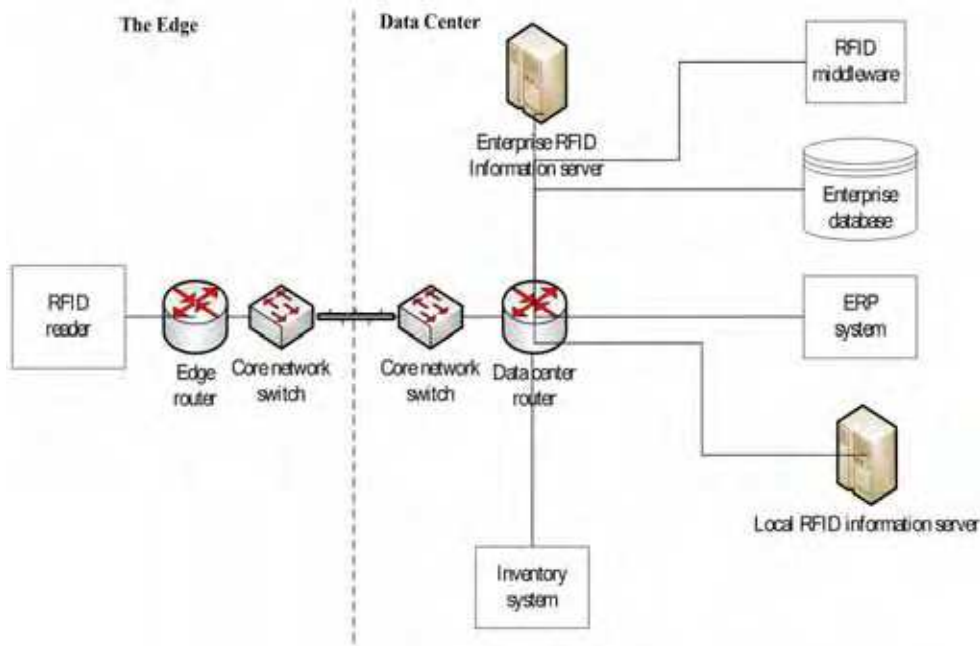 The Edge
Data Center
RFID
middleware
Enterprise RFID
Information server
Enterprise
database
RFID
reader
Edge
router
Core network
switch
Core network
switch
Data center
router
ERP
system
Local RFID information server
Inventory
system